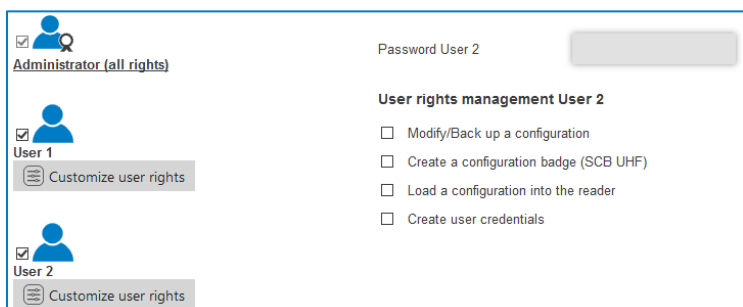 Administrator (all rights)
User 1
Customize user rights
User 2
Customize user rights
Password User 2
User rights management User 2
Modify/Back up a configuration
Create a configuration badge (SCB UHF)
Load a configuration into the reader
Create user credentials